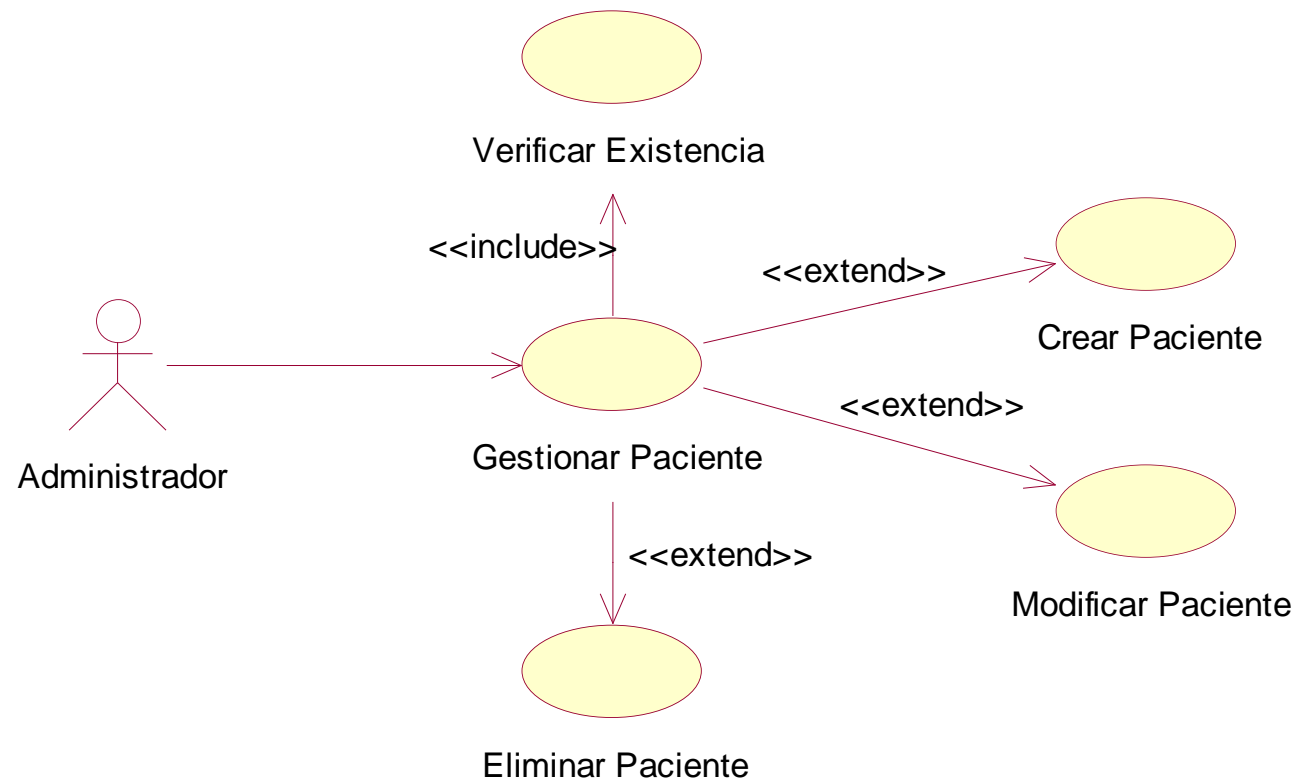 Verificar Existencia
<<include>>
<<extend>>
Crear Paciente
<<extend>>
Gestionar Paciente
Administrador
<<extend>>
Modificar Paciente
Eliminar Paciente